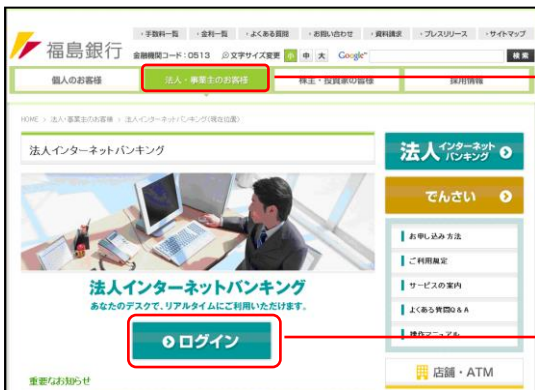 ・手数料一覧 ・金利一覧 ・よくある質問 ・お問い合わせ ・資料請求 ・プレスリリース ・サイトマップ
福島銀行 金融機関コード:0513 文字サイズ変更 小 中 大 Google 検索
個人のお客様 法人・事業主のお客様 株主・投資家の皆様 採用情報
HOME > 法人・事業主のお客様 > 法人インターネットバンキング(現在位置)
法人インターネットバンキング
法人インターネットバンキング
でんさい
お申し込み方法
ご利用規定
サービスの案内
よくある質問Q&A
操作マニュアル
法人インターネットバンキング
あなたのデスクで、リアルタイムにご利用いただけます。
ログイン
店舗・ATM
重要なお知らせ